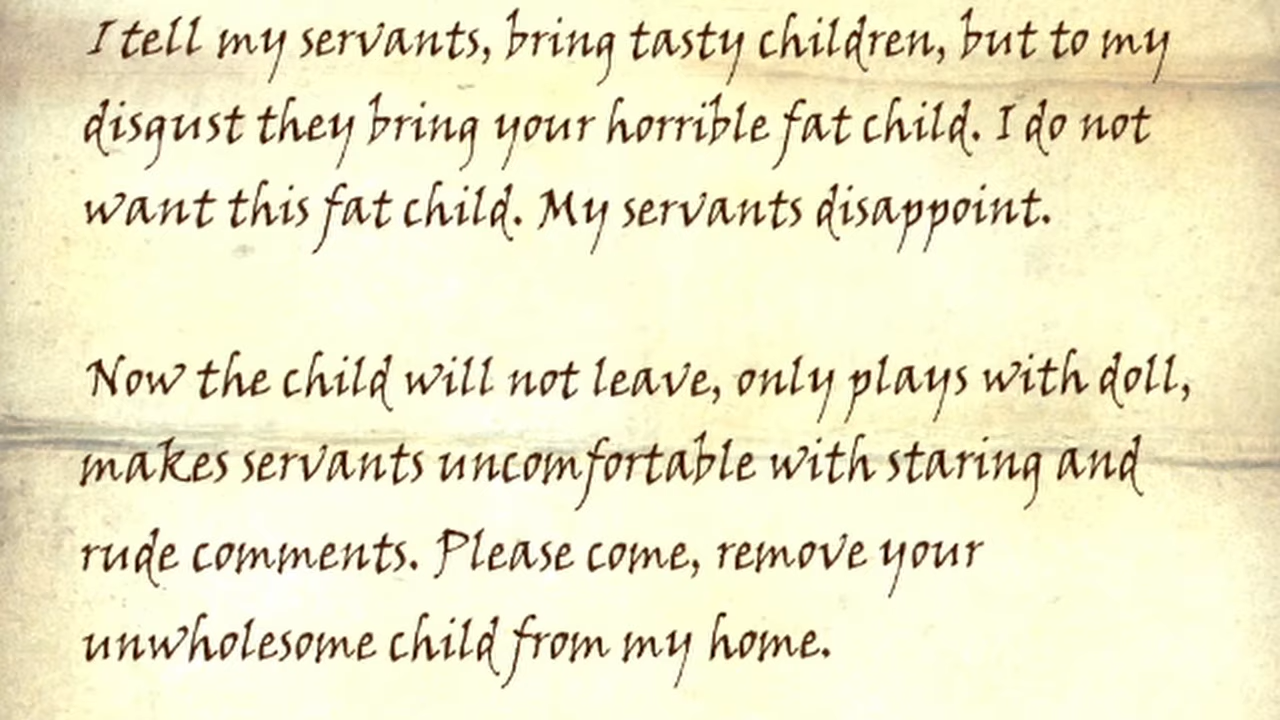 I tell my servants, bring tasty children, but to my
disgust they bring your horrible fat child. I do not
want this fat child. My servants disappoint.
Now the child will not leave, only plays with doll,
makes servants uncomfortable with staring and
rude comments. Please come, remove your
unwholesome child from my home.